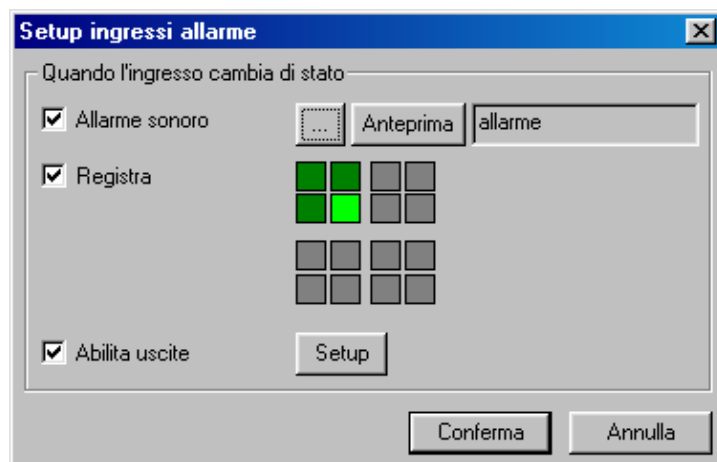 Setup ingressi allarme
Quando l'ingresso cambia di stato
Allarme sonoro ... Anteprima allarme
Registra
Abilita uscite Setup
Conferma Annulla